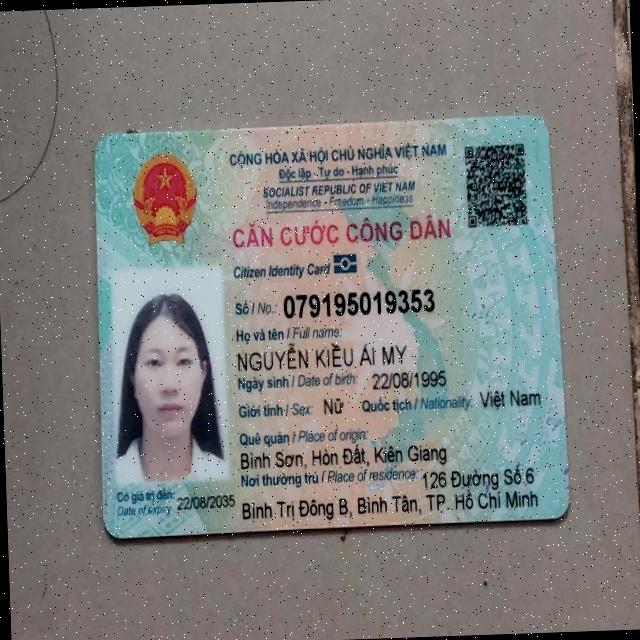 CỘNG HÒA XÃ HỘI CHỦ NGHĨA VIỆT NAM
Độc lập - Tự do - Hạnh phúc
SOCIALIST REPUBLIC OF VIET NAM
Independence - Freedom - Happiness
CĂN CƯỚC CÔNG DÂN
Citizen Identity Card
Số / No.: 079195019353
Họ và tên / Full name:
NGUYỄN KIỀU ÁI MY
Ngày sinh / Date of birth: 22/08/1995
Giới tính / Sex: Nữ Quốc tịch / Nationality: Việt Nam
Quê quán / Place of origin:
Bình Sơn, Hòn Đất, Kiên Giang
Nơi thường trú / Place of residence: 126 Đường Số 6
Bình Trị Đông B, Bình Tân, TP. Hồ Chí Minh
Có giá trị đến: 22/08/2035
Date of expiry